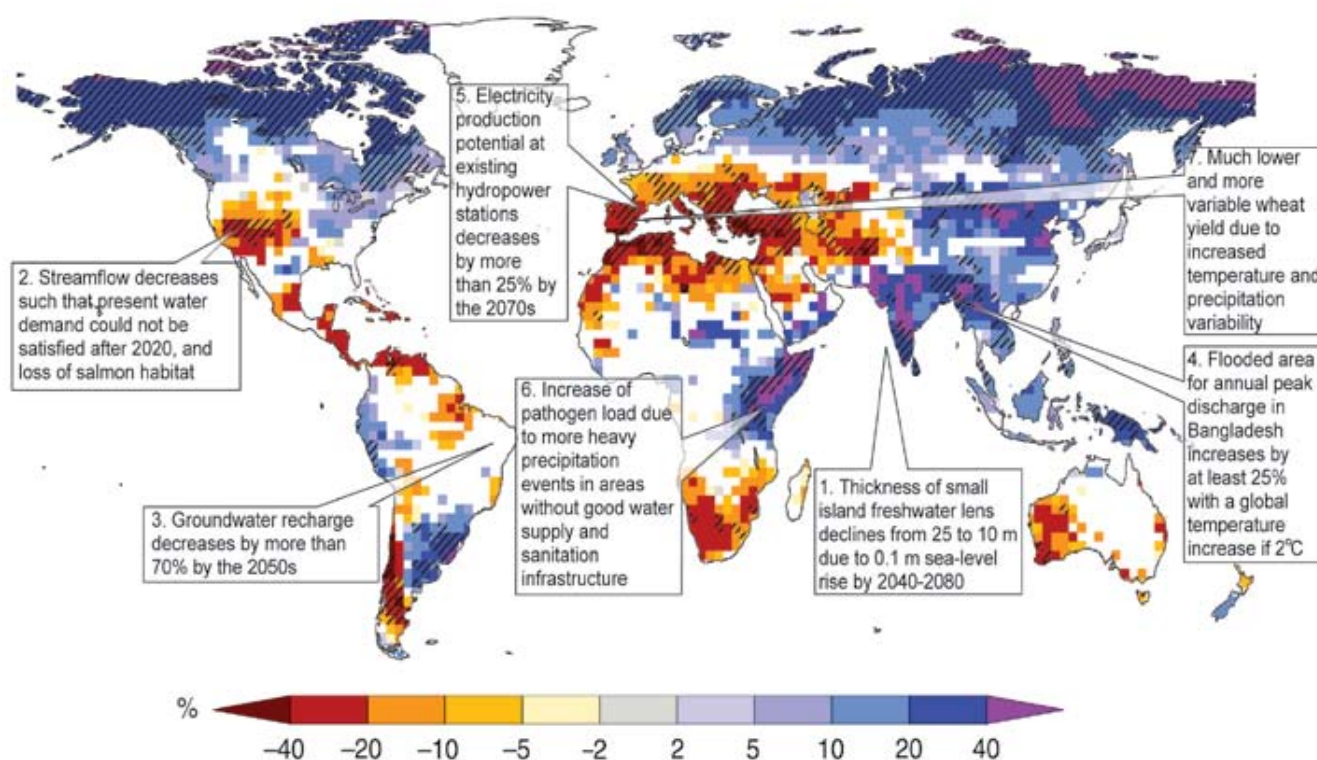 5. Electricity
production
potential at
existing
hydropower
stations
decreases
by more
than 25% by
the 2070s
7. Much lower
and more
variable wheat
yield due to
increased
temperature and
precipitation
variability
2. Streamflow decreases
such that present water
demand could not be
satisfied after 2020, and
loss of salmon habitat
4. Flooded area
for annual peak
discharge in
Bangladesh
increases by
at least 25%
with a global
temperature
increase if 2°C
6. Increase of
pathogen load due
to more heavy
precipitation
events in areas
without good water
supply and
sanitation
infrastructure
1. Thickness of small
island freshwater lens
declines from 25 to 10 m
due to 0.1 m sea-level
rise by 2040-2080
3. Groundwater recharge
decreases by more than
70% by the 2050s
%
–40 –20 –10 –5 –2 2 5 10 20 40